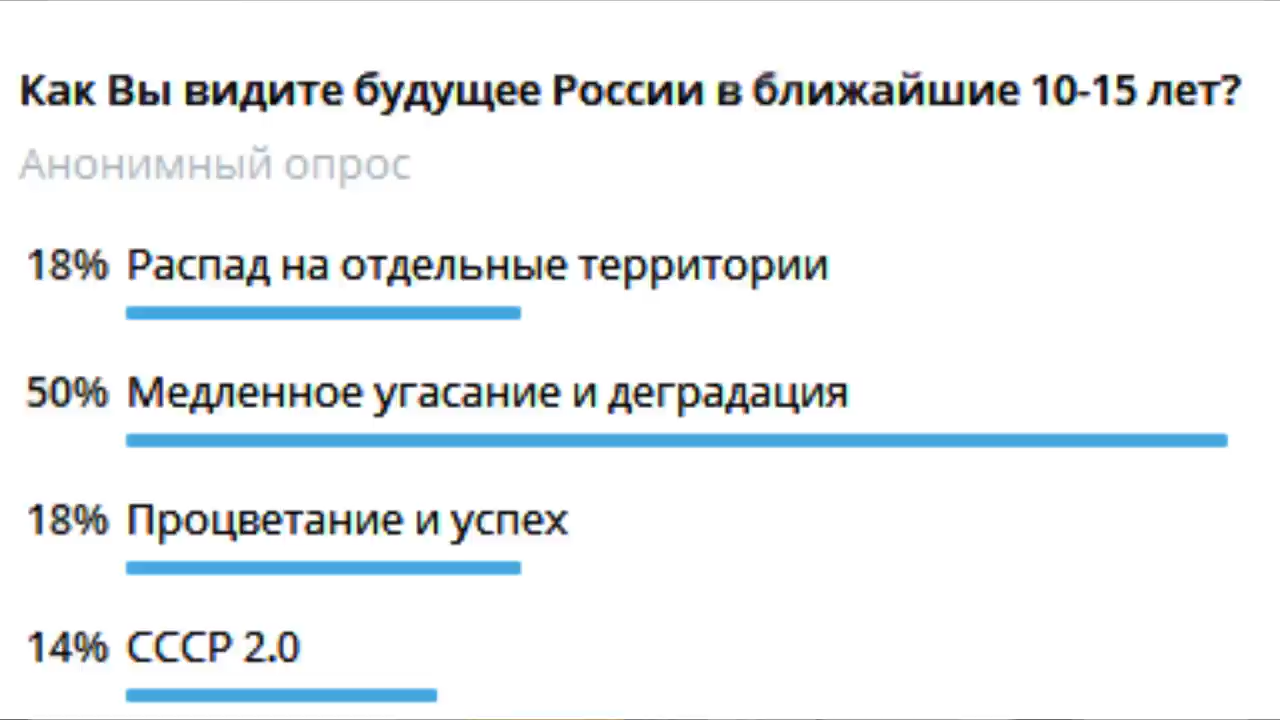 Как Вы видите будущее России в ближайшие 10-15 лет?
Анонимный опрос
18% Распад на отдельные территории
50% Медленное угасание и деградация
18% Процветание и успех
14% СССР 2.0